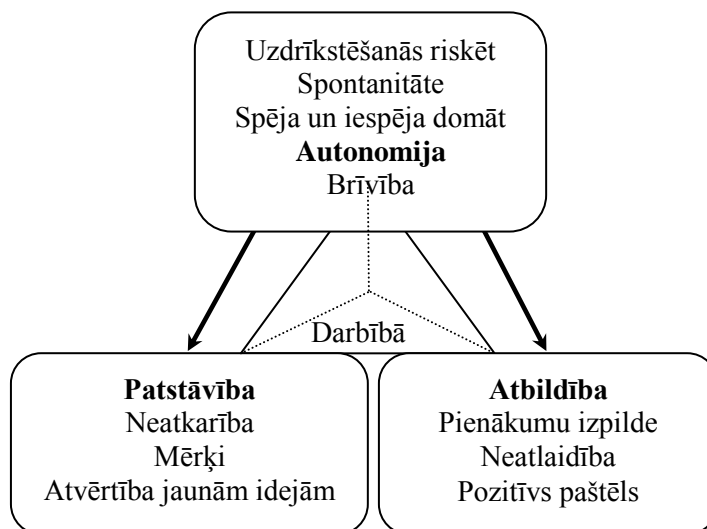 Uzdrīkstēšanās riskēt
Spontanitāte
Spēja un iespēja domāt
Autonomija
Brīvība
Darbībā
Patstāvība
Neatkarība
Mērķi
Atvērtība jaunām idejām
Atbildība
Pienākumu izpilde
Neatlaidība
Pozitīvs paštēls